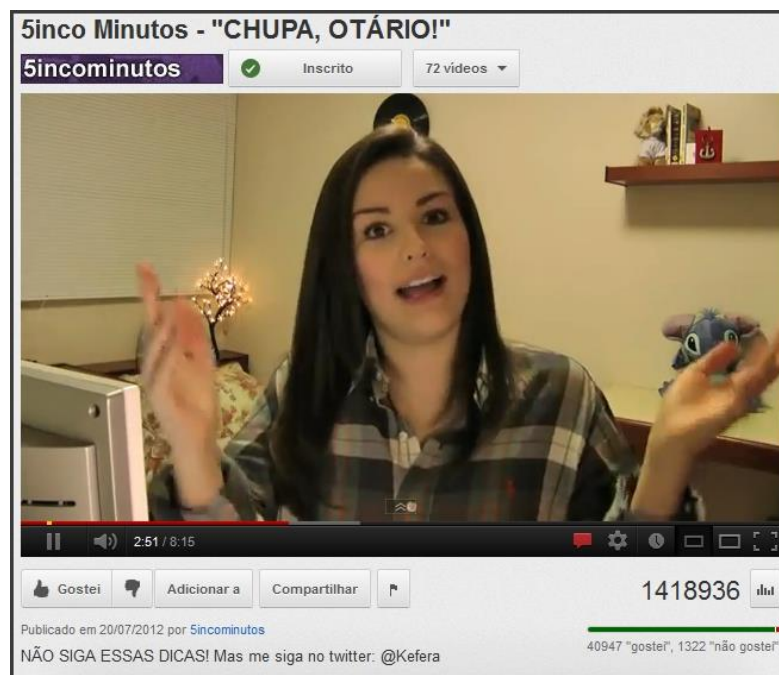 5inco Minutos - "CHUPA, OTÁRIO!"
5incominutos Inscrito 72 vídeos
2:51 / 8:15
Gostei Adicionar a Compartilhar 1418936
Publicado em 20/07/2012 por 5incominutos
40947 "gostei", 1322 "não gostei"
NÃO SIGA ESSAS DICAS! Mas me siga no twitter: @Kefera